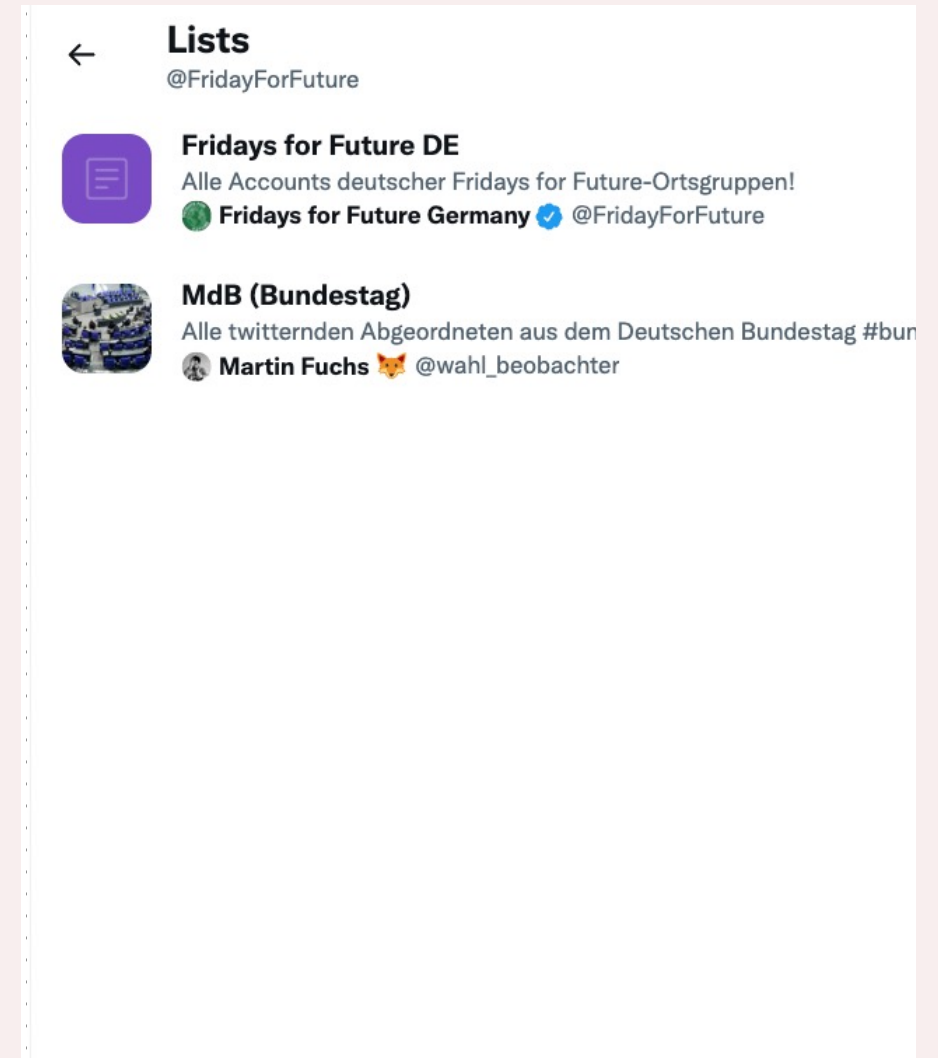 Lists
@FridayForFuture
Fridays for Future DE
Alle Accounts deutscher Fridays for Future-Ortsgruppen!
Fridays for Future Germany @FridayForFuture
MdB (Bundestag)
Alle twitternden Abgeordneten aus dem Deutschen Bundestag #bun
Martin Fuchs 🦊 @wahl_beobachter